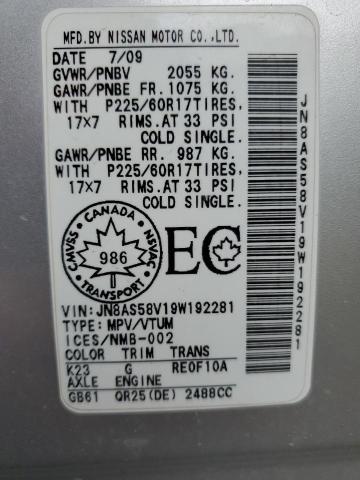 MFD.BY NISSAN MOTOR CO.,LTD.
DATE 7/09
GVWR/PNBV 2055 KG.
GAWR/PNBE FR. 1075 KG.
WITH P225/60R17TIRES,
17×7 RIMS.AT 33 PSI
COLD SINGLE.
GAWR/PNBE RR. 987 KG.
WITH P225/60R17TIRES,
17×7 RIMS.AT 33 PSI
COLD SINGLE.
CANADA
CMVSS
NSVAC
986
TRANSPORT
EC
VIN:JN8AS58V19W192281
TYPE:MPV/VTUM
ICES/NMB-002
COLOR TRIM TRANS
K23 G RE0F10A
AXLE ENGINE
GB61 QR25(DE) 2488CC
JN8AS58V19W192281